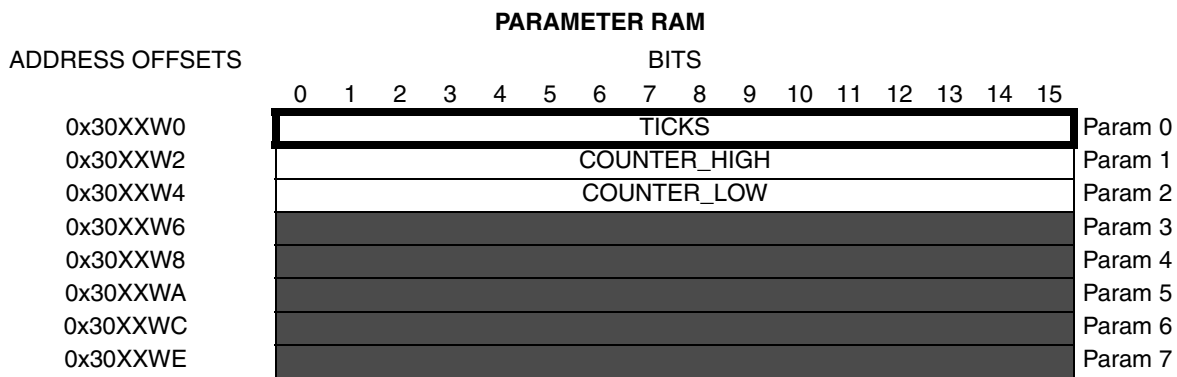 PARAMETER RAM
ADDRESS OFFSETS BITS
0 1 2 3 4 5 6 7 8 9 10 11 12 13 14 15
0x30XXW0 TICKS Param 0
0x30XXW2 COUNTER_HIGH Param 1
0x30XXW4 COUNTER_LOW Param 2
0x30XXW6 Param 3
0x30XXW8 Param 4
0x30XXWA Param 5
0x30XXWC Param 6
0x30XXWE Param 7